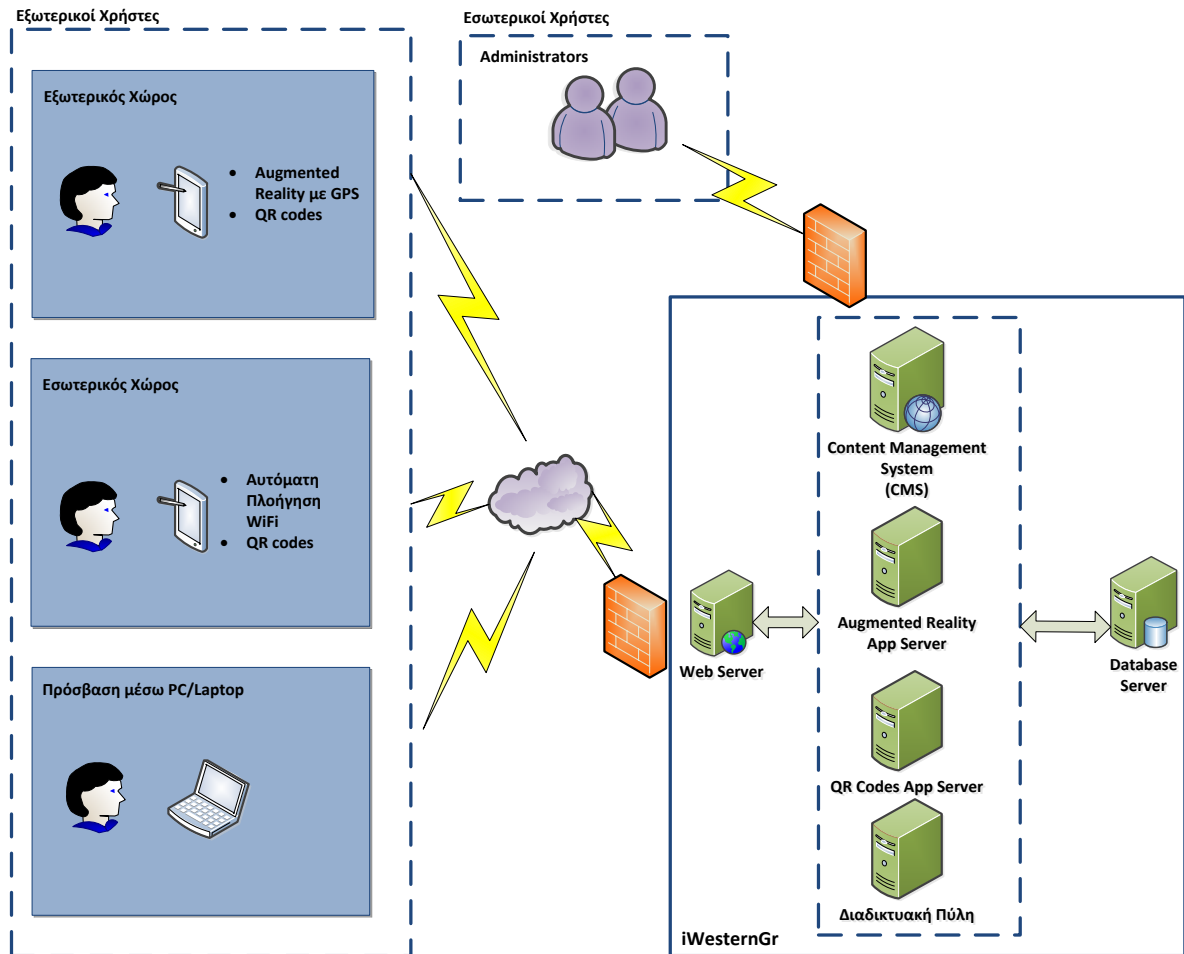 Εξωτερικοί Χρήστες
Εξωτερικός Χώρος
• Augmented
Reality με GPS
• QR codes
Εσωτερικός Χώρος
• Αυτόματη
Πλοήγηση
WiFi
• QR codes
Πρόσβαση μέσω PC/Laptop
Εσωτερικοί Χρήστες
Administrators
Content Management
System
(CMS)
Augmented Reality
App Server
QR Codes App Server
Διαδικτυακή Πύλη
Web Server
Database
Server
iWesternGr